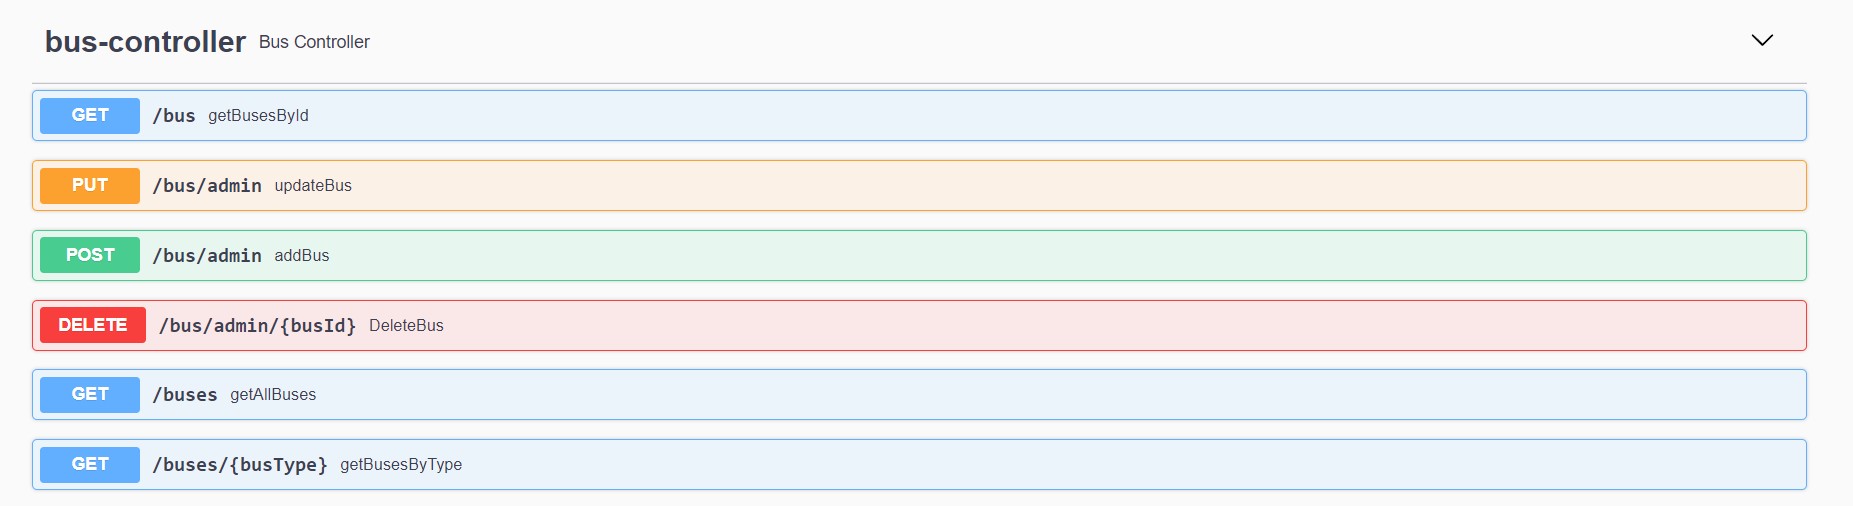 bus-controller Bus Controller
GET /bus getBusesById
PUT /bus/admin updateBus
POST /bus/admin addBus
DELETE /bus/admin/{busId} DeleteBus
GET /buses getAllBuses
GET /buses/{busType} getBusesByType